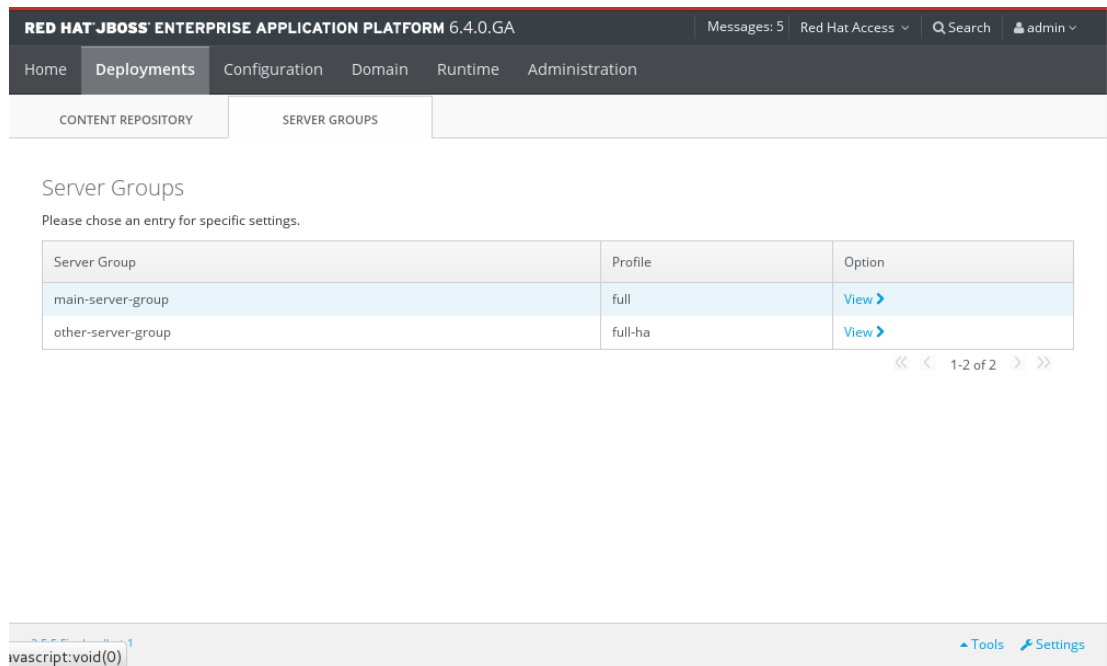 RED HAT JBOSS ENTERPRISE APPLICATION PLATFORM 6.4.0.GA Messages: 5 Red Hat Access Search admin
Home Deployments Configuration Domain Runtime Administration
CONTENT REPOSITORY SERVER GROUPS
Server Groups
Please chose an entry for specific settings.
Server Group Profile Option
main-server-group full View
other-server-group full-ha View
1-2 of 2
Tools Settings
avascript:void(0)